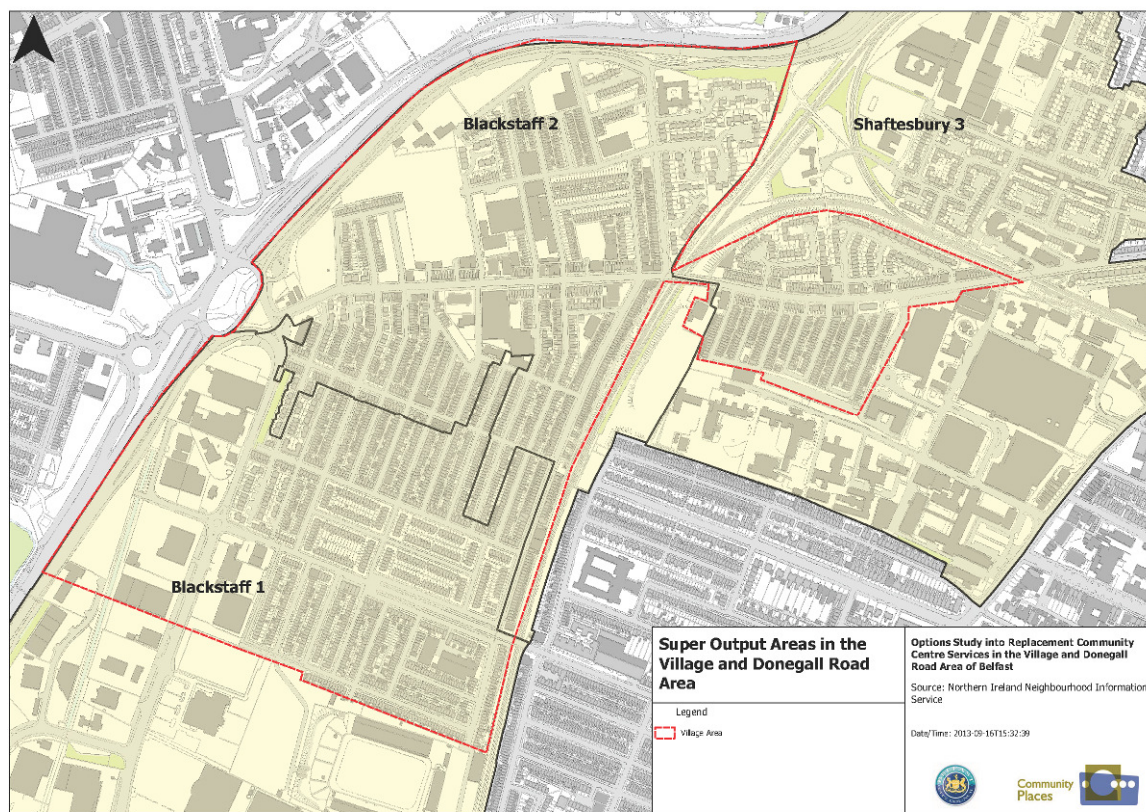 Blackstaff 2
Shaftesbury 3
Blackstaff 1
Super Output Areas in the
Village and Donegall Road
Area
Legend
Village Area
Options Study into Replacement Community
Centre Services in the Village and Donegall
Road Area of Belfast
Source: Northern Ireland Neighbourhood Information
Service
Date/Time: 2013-09-16T15:32:39
Community
Places